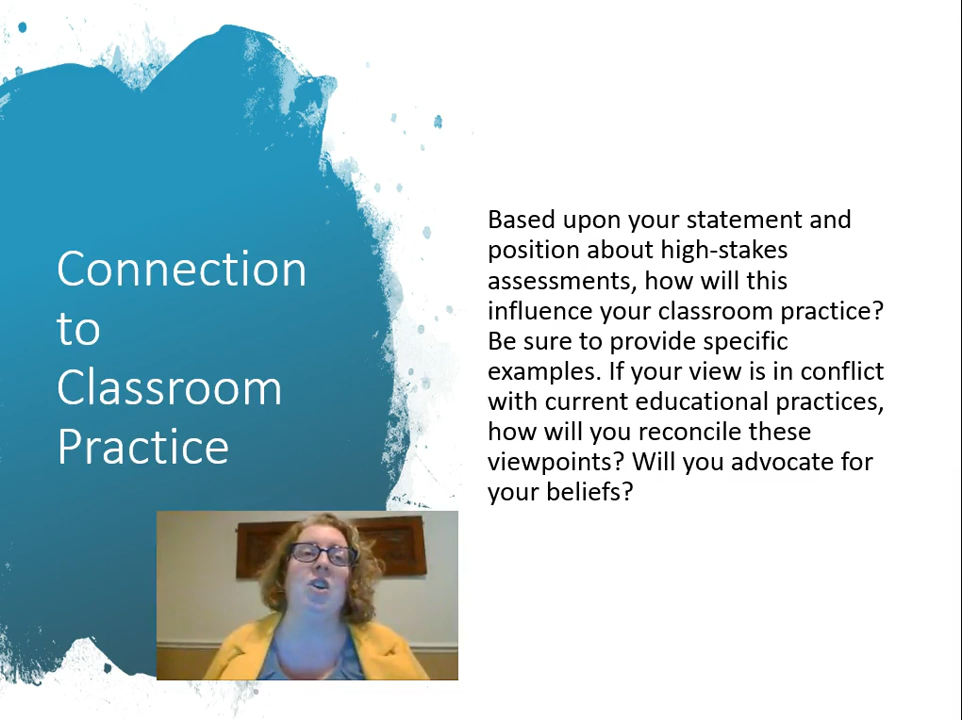 Connection
to
Classroom
Practice
Based upon your statement and
position about high-stakes
assessments, how will this
influence your classroom practice?
Be sure to provide specific
examples. If your view is in conflict
with current educational practices,
how will you reconcile these
viewpoints? Will you advocate for
your beliefs?